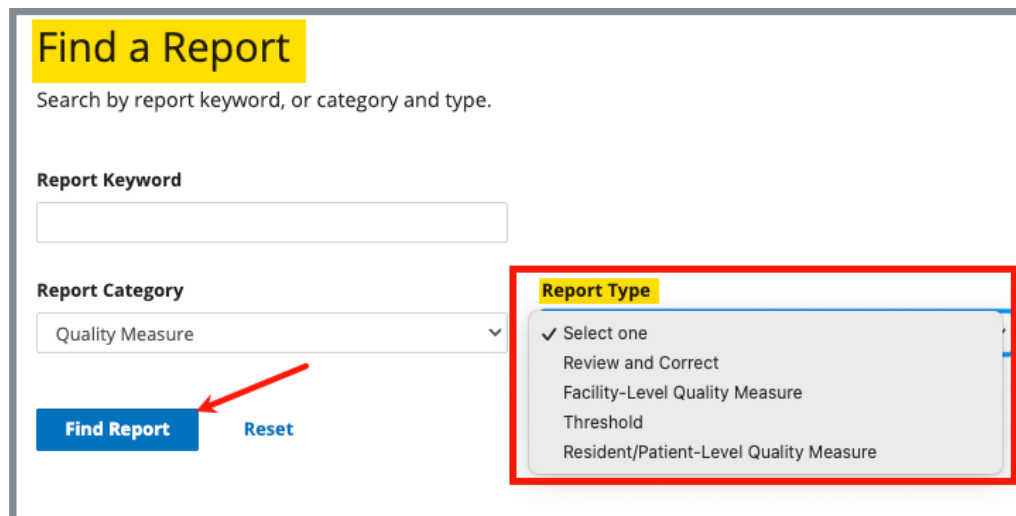 Find a Report
Search by report keyword, or category and type.
Report Keyword
Report Category
Quality Measure
Find Report
Reset
Report Type
✓ Select one
Review and Correct
Facility-Level Quality Measure
Threshold
Resident/Patient-Level Quality Measure